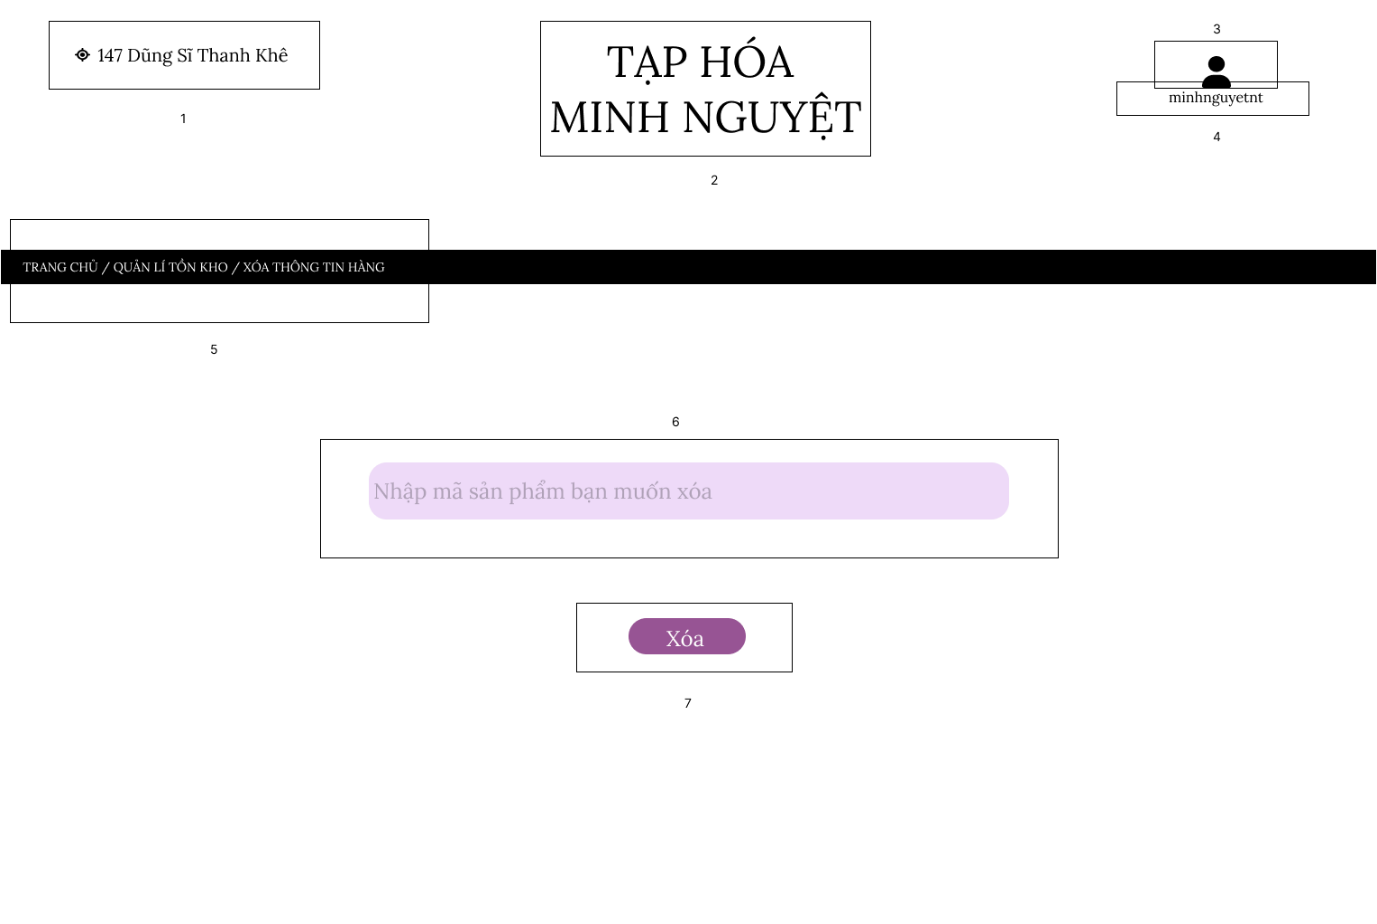 147 Dũng Sĩ Thanh Khê
1
TẠP HÓA
MINH NGUYỆT
2
3
minhnguyetnt
4
TRANG CHỦ / QUẢN LÍ TỒN KHO / XÓA THÔNG TIN HÀNG
5
6
Nhập mã sản phẩm bạn muốn xóa
Xóa
7